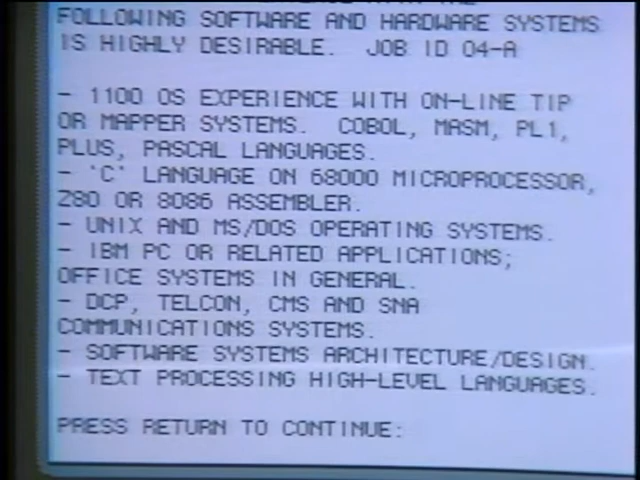 FOLLOWING SOFTWARE AND HARDWARE SYSTEMS
IS HIGHLY DESIRABLE.  JOB ID 04-A
- 1100 OS EXPERIENCE WITH ON-LINE TIP
OR MAPPER SYSTEMS.  COBOL, MASM, PL1,
PLUS, PASCAL LANGUAGES.
- 'C' LANGUAGE ON 68000 MICROPROCESSOR,
Z80 OR 8086 ASSEMBLER.
- UNIX AND MS/DOS OPERATING SYSTEMS.
- IBM PC OR RELATED APPLICATIONS;
OFFICE SYSTEMS IN GENERAL.
- DCP, TELCON, CMS AND SNA
COMMUNICATIONS SYSTEMS.
- SOFTWARE SYSTEMS ARCHITECTURE/DESIGN.
- TEXT PROCESSING HIGH-LEVEL LANGUAGES.
PRESS RETURN TO CONTINUE: